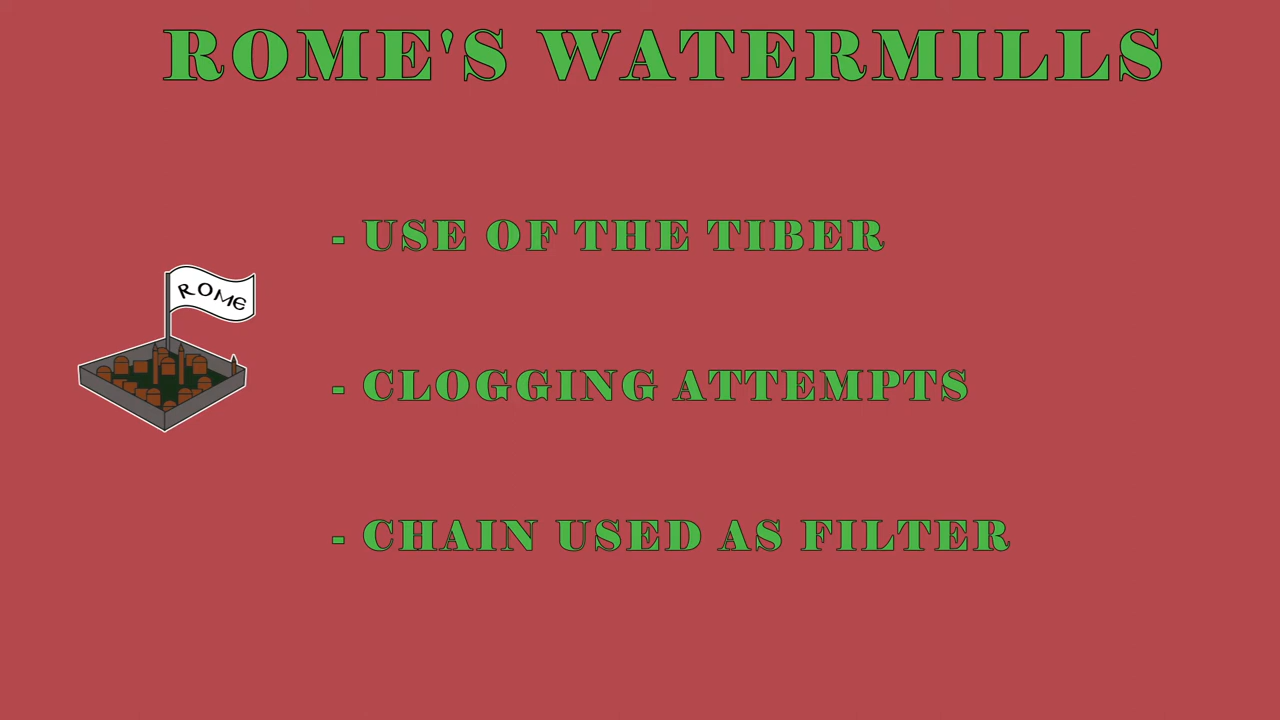 ROME'S WATERMILLS
- USE OF THE TIBER
ROME
- CLOGGING ATTEMPTS
- CHAIN USED AS FILTER